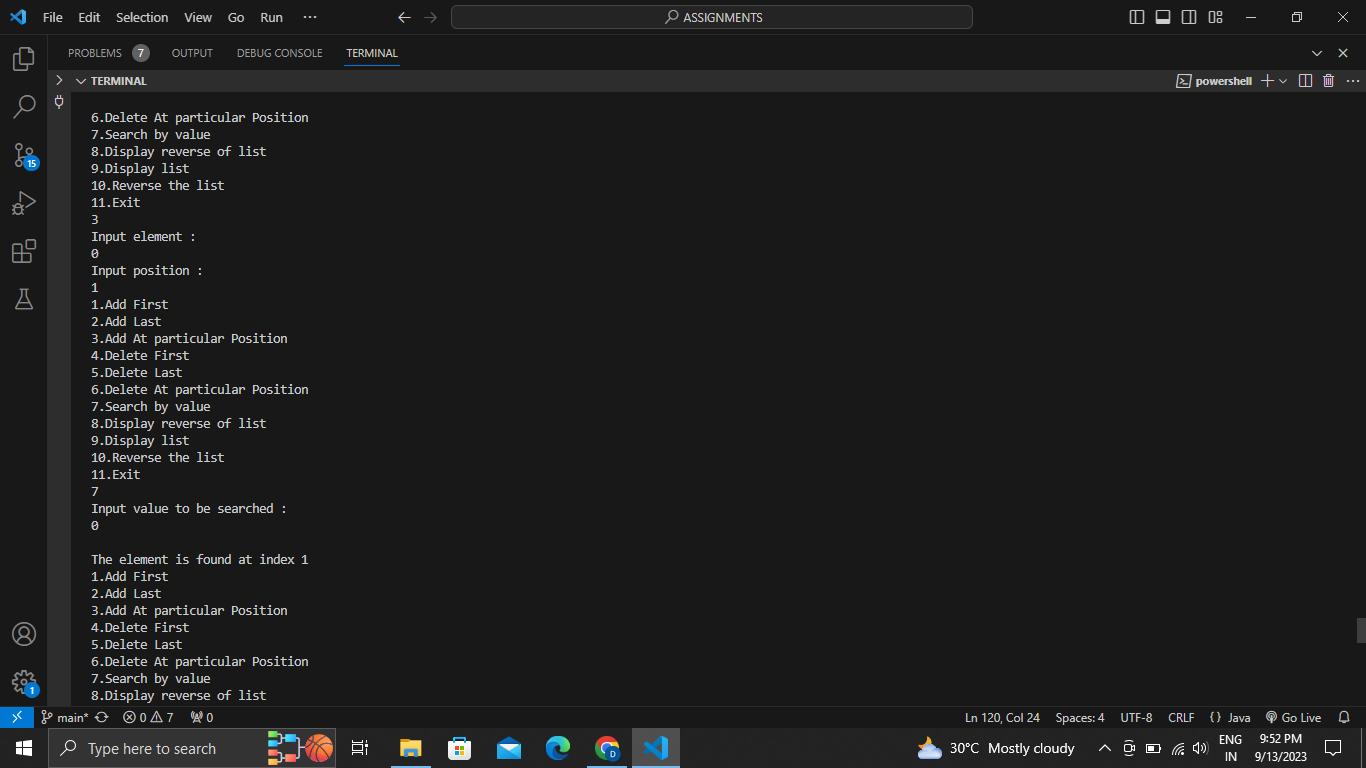 File Edit Selection View Go Run ··· ASSIGNMENTS
PROBLEMS 7 OUTPUT DEBUG CONSOLE TERMINAL
TERMINAL powershell
6.Delete At particular Position
7.Search by value
8.Display reverse of list
9.Display list
10.Reverse the list
11.Exit
3
Input element :
0
Input position :
1
1.Add First
2.Add Last
3.Add At particular Position
4.Delete First
5.Delete Last
6.Delete At particular Position
7.Search by value
8.Display reverse of list
9.Display list
10.Reverse the list
11.Exit
7
Input value to be searched :
0
The element is found at index 1
1.Add First
2.Add Last
3.Add At particular Position
4.Delete First
5.Delete Last
6.Delete At particular Position
7.Search by value
8.Display reverse of list
15
1
main* 0 7 0 Ln 120, Col 24 Spaces: 4 UTF-8 CRLF {} Java Go Live
Type here to search D 30°C Mostly cloudy ENG 9:52 PM
IN 9/13/2023